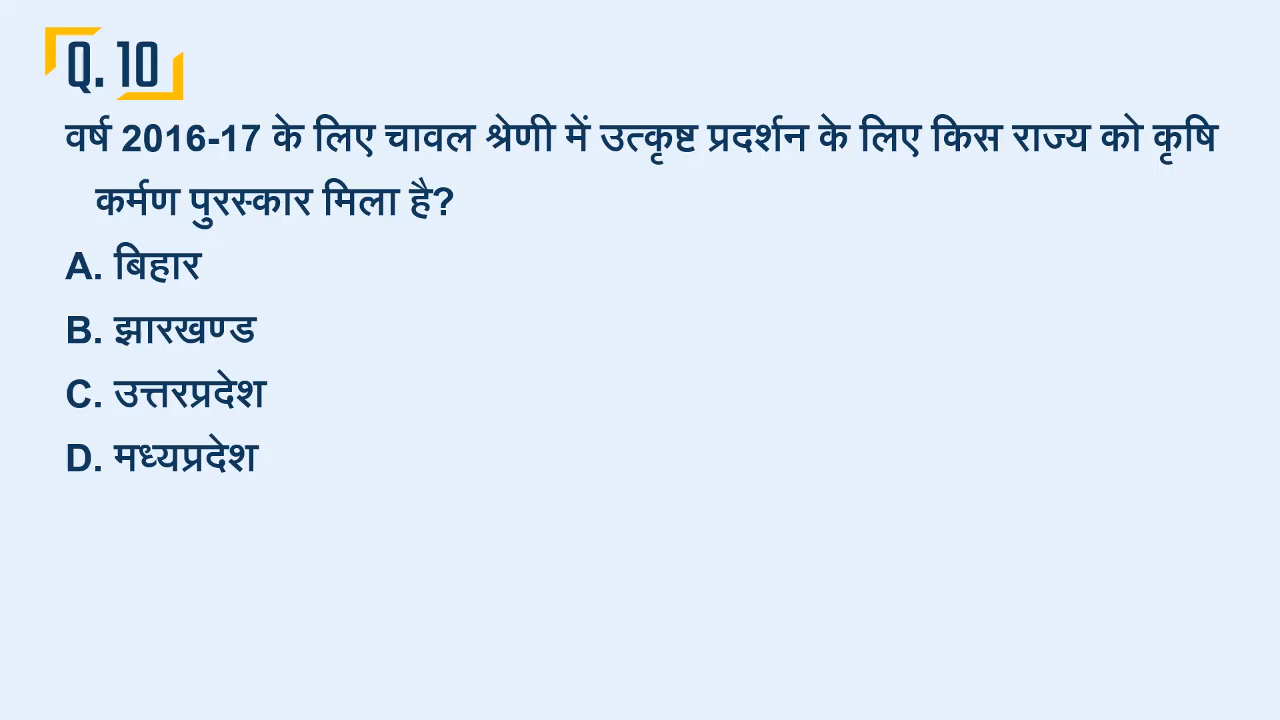 Q. 10
वर्ष 2016-17 के लिए चावल श्रेणी में उत्कृष्ट प्रदर्शन के लिए किस राज्य को कृषि
कर्मण पुरस्कार मिला है?
A. बिहार
B. झारखण्ड
C. उत्तरप्रदेश
D. मध्यप्रदेश